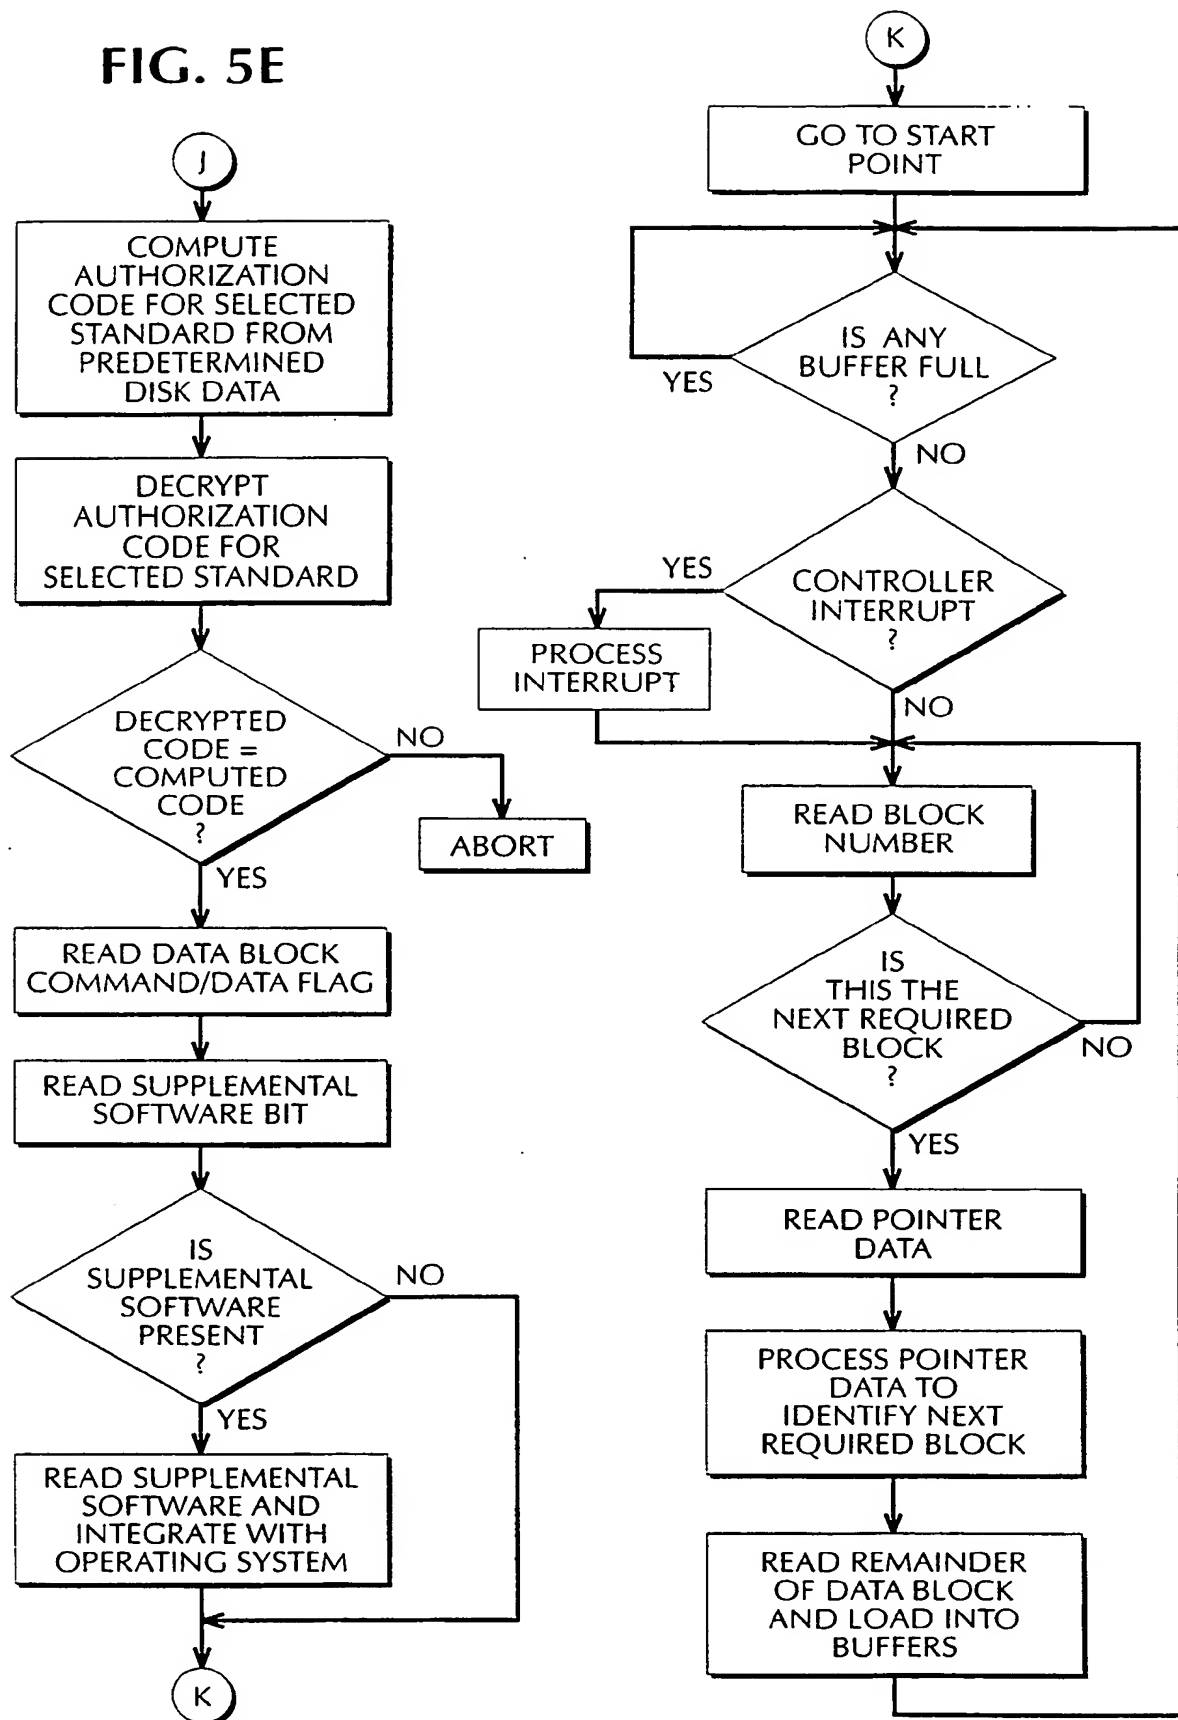 FIG. 5E
J
COMPUTE
AUTHORIZATION
CODE FOR SELECTED
STANDARD FROM
PREDETERMINED
DISK DATA
DECRYPT
AUTHORIZATION
CODE FOR
SELECTED STANDARD
DECRYPTED
CODE =
COMPUTED
CODE
?
NO
ABORT
YES
READ DATA BLOCK
COMMAND/DATA FLAG
READ SUPPLEMENTAL
SOFTWARE BIT
IS
SUPPLEMENTAL
SOFTWARE
PRESENT
?
NO
YES
READ SUPPLEMENTAL
SOFTWARE AND
INTEGRATE WITH
OPERATING SYSTEM
K
K
GO TO START
POINT
IS ANY
BUFFER FULL
?
YES
NO
CONTROLLER
INTERRUPT
?
YES
PROCESS
INTERRUPT
NO
READ BLOCK
NUMBER
IS
THIS THE
NEXT REQUIRED
BLOCK
?
NO
YES
READ POINTER
DATA
PROCESS POINTER
DATA TO
IDENTIFY NEXT
REQUIRED BLOCK
READ REMAINDER
OF DATA BLOCK
AND LOAD INTO
BUFFERS